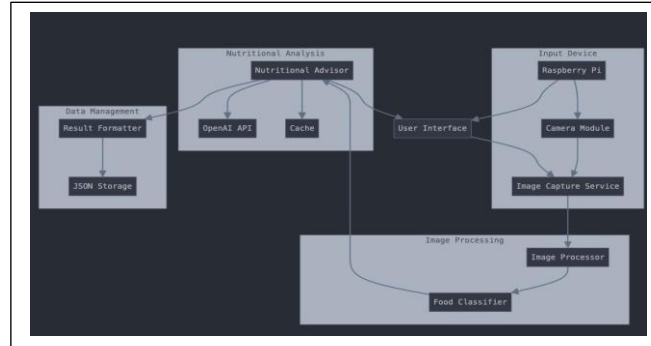 Nutritional Analysis
Nutritional Advisor
OpenAI API
Cache
Input Device
Raspberry Pi
Camera Module
Image Capture Service
User Interface
Data Management
Result Formatter
JSON Storage
Image Processing
Image Processor
Food Classifier